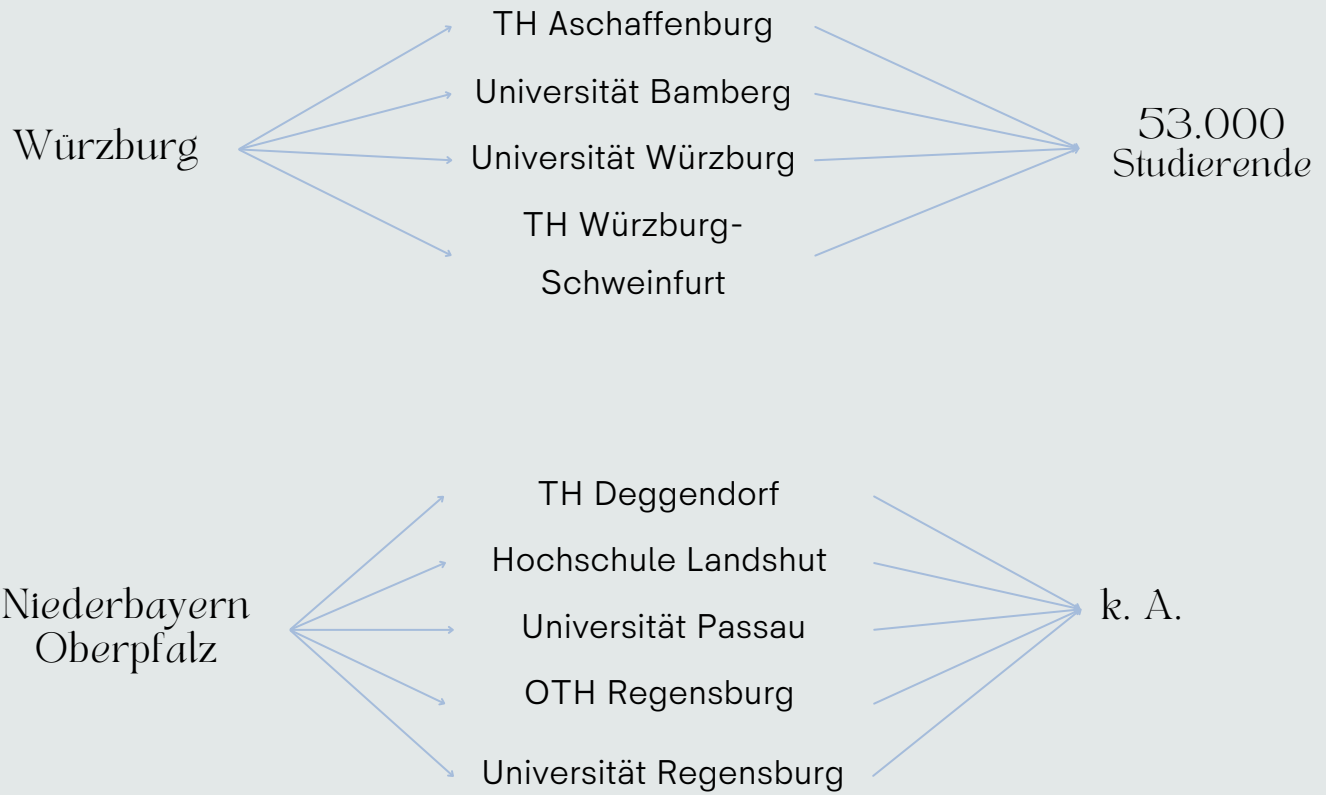 Würzburg
TH Aschaffenburg
Universität Bamberg
Universität Würzburg
TH Würzburg-
Schweinfurt
53.000
Studierende
Niederbayern
Oberpfalz
TH Deggendorf
Hochschule Landshut
Universität Passau
OTH Regensburg
Universität Regensburg
k. A.